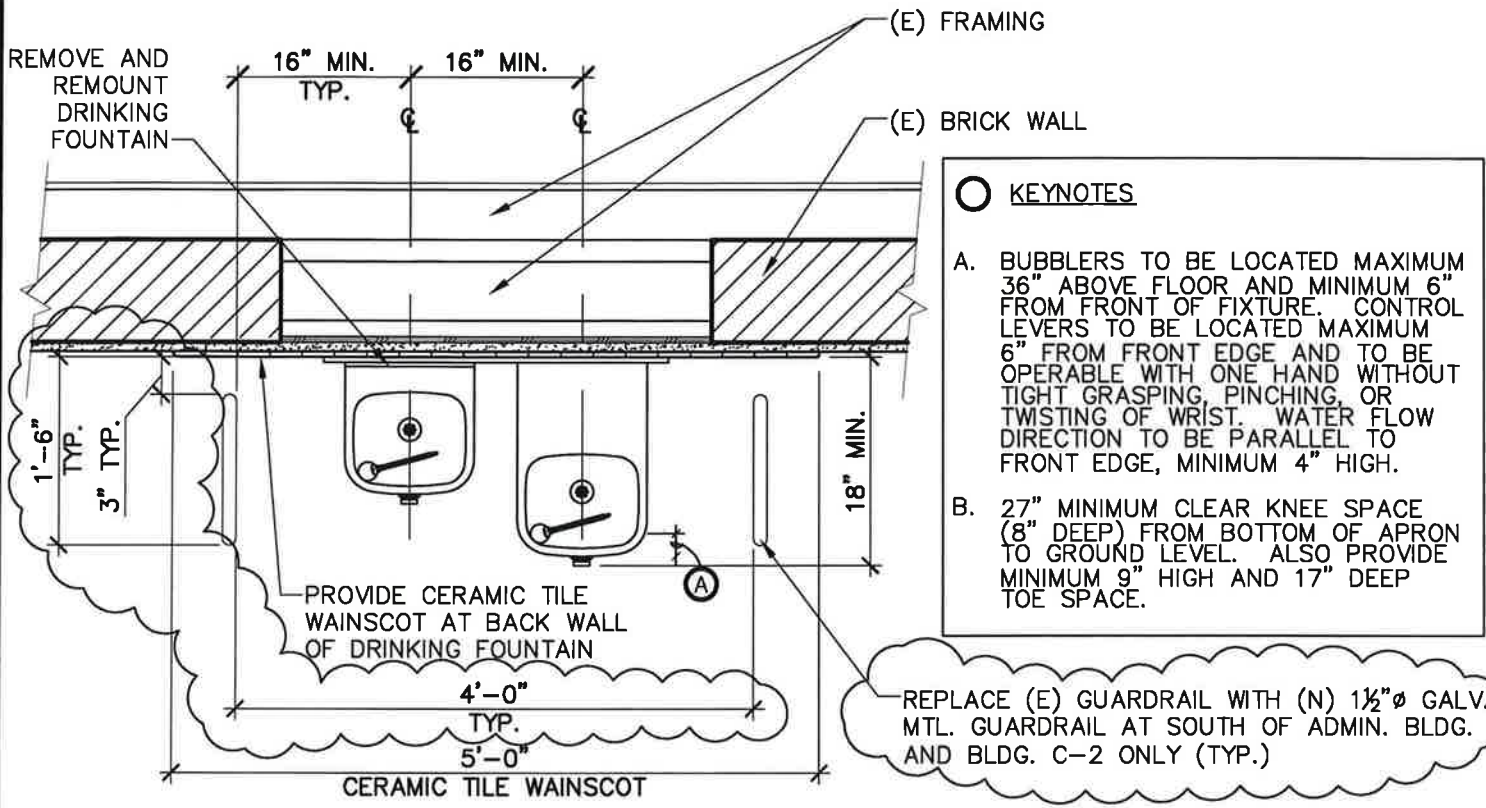 (E) FRAMING
REMOVE AND
REMOUNT
DRINKING
FOUNTAIN
16" MIN.
TYP.
16" MIN.
℄
℄
(E) BRICK WALL
KEYNOTES
A. BUBBLERS TO BE LOCATED MAXIMUM
36" ABOVE FLOOR AND MINIMUM 6"
FROM FRONT OF FIXTURE. CONTROL
LEVERS TO BE LOCATED MAXIMUM
6" FROM FRONT EDGE AND TO BE
OPERABLE WITH ONE HAND WITHOUT
TIGHT GRASPING, PINCHING, OR
TWISTING OF WRIST. WATER FLOW
DIRECTION TO BE PARALLEL TO
FRONT EDGE, MINIMUM 4" HIGH.
B. 27" MINIMUM CLEAR KNEE SPACE
(8" DEEP) FROM BOTTOM OF APRON
TO GROUND LEVEL. ALSO PROVIDE
MINIMUM 9" HIGH AND 17" DEEP
TOE SPACE.
1'-6"
TYP.
3" TYP.
18" MIN.
A
PROVIDE CERAMIC TILE
WAINSCOT AT BACK WALL
OF DRINKING FOUNTAIN
4'-0"
TYP.
5'-0"
CERAMIC TILE WAINSCOT
REPLACE (E) GUARDRAIL WITH (N) 1½"ø GALV.
MTL. GUARDRAIL AT SOUTH OF ADMIN. BLDG.
AND BLDG. C-2 ONLY (TYP.)